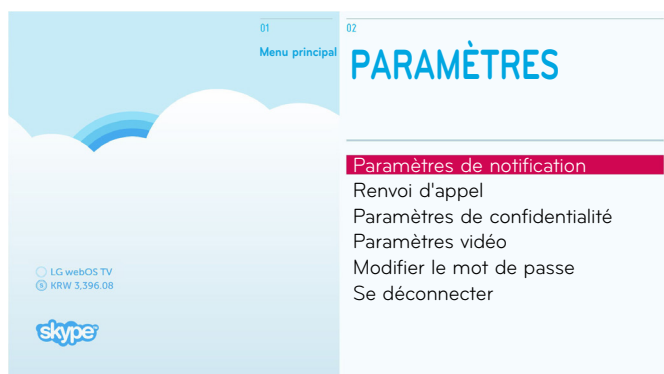 01
Menu principal
LG webOS TV
KRW 3,396.08
skype
02
PARAMÈTRES
Paramètres de notification
Renvoi d'appel
Paramètres de confidentialité
Paramètres vidéo
Modifier le mot de passe
Se déconnecter